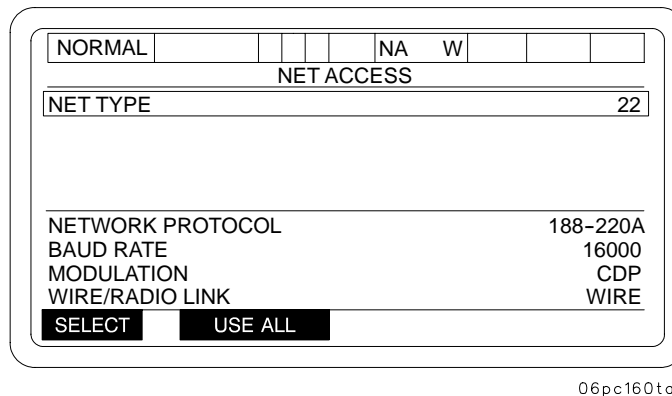 NORMAL NA W
NET ACCESS
NET TYPE 22
NETWORK PROTOCOL 188-220A
BAUD RATE 16000
MODULATION CDP
WIRE/RADIO LINK WIRE
SELECT USE ALL